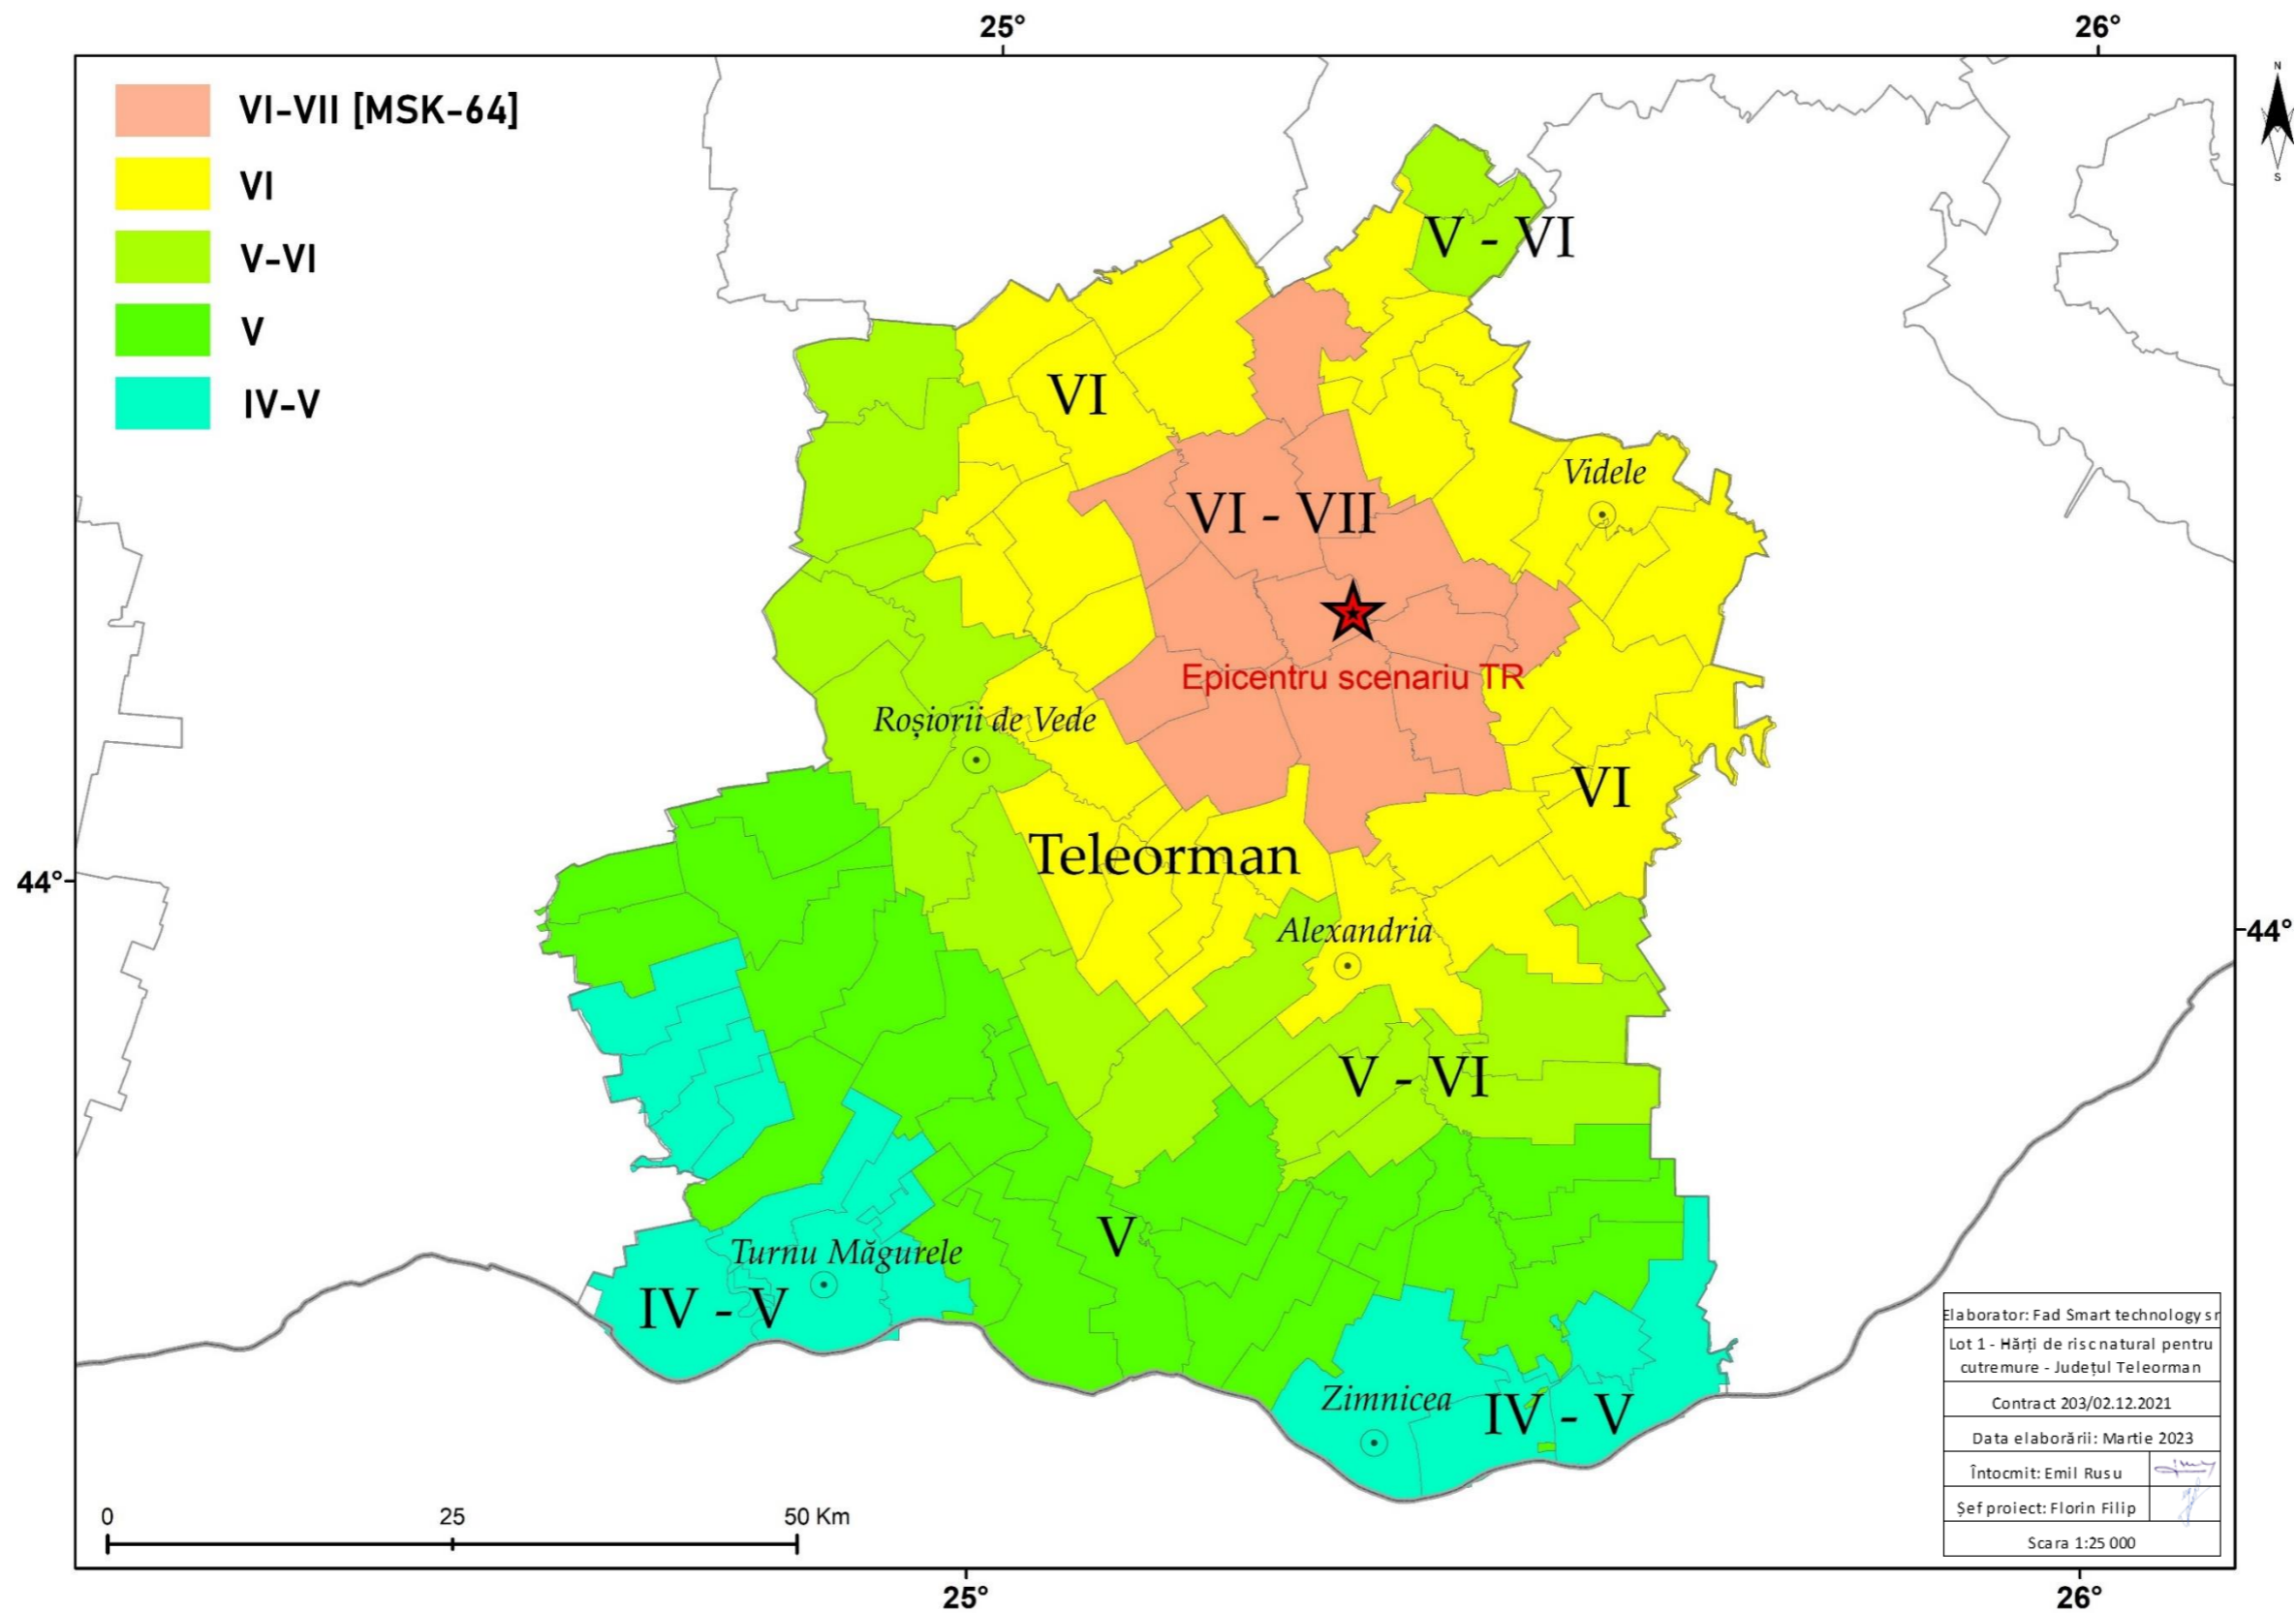 25°
26°
VI-VII [MSK-64]
VI
V-VI
V
IV-V
N
S
V - VI
VI
Videle
VI - VII
Epicentru scenariu TR
Roșiorii de Vede
VI
Teleorman
44°
Alexandria
44°
V - VI
V
Turnu Măgurele
IV - V
Zimnicea
IV - V
Elaborator: Fad Smart technology sr
Lot 1 - Hărți de risc natural pentru
cutremure - Județul Teleorman
Contract 203/02.12.2021
Data elaborării: Martie 2023
Întocmit: Emil Rusu
Șef proiect: Florin Filip
Scara 1:25 000
0 25 50 Km
25°
26°